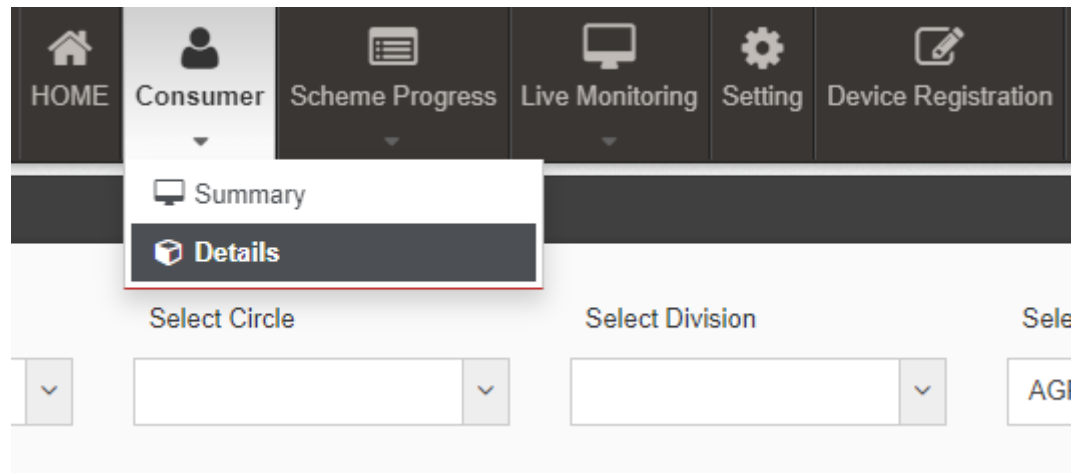 HOME Consumer Scheme Progress Live Monitoring Setting Device Registration
Summary
Details
Select Circle Select Division